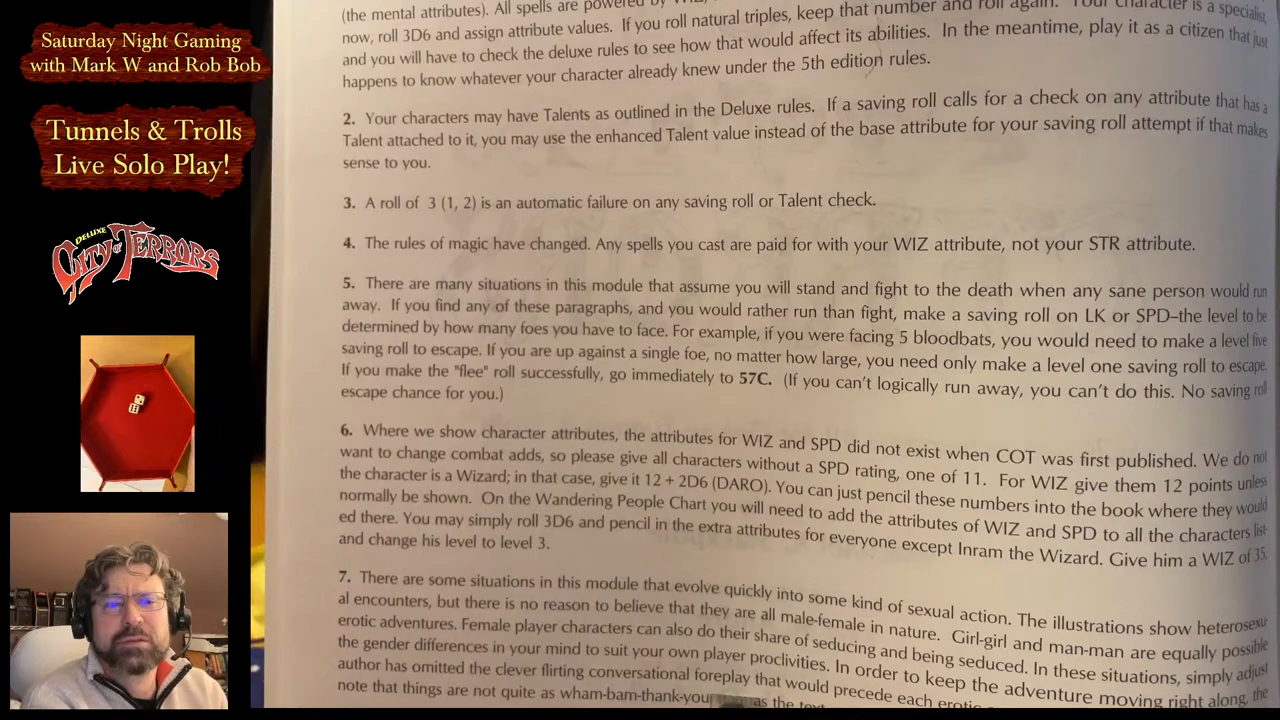 Saturday Night Gaming
with Mark W and Rob Bob
Tunnels & Trolls
Live Solo Play!
DELUXE
CITY OF TERRORS
(the mental attributes). All spells are powered by WIZ,
now, roll 3D6 and assign attribute values. If you roll natural triples, keep that number and roll again. Your character is a specialist,
and you will have to check the deluxe rules to see how that would affect its abilities. In the meantime, play it as a citizen that just
happens to know whatever your character already knew under the 5th edition rules.
2. Your characters may have Talents as outlined in the Deluxe rules. If a saving roll calls for a check on any attribute that has a
Talent attached to it, you may use the enhanced Talent value instead of the base attribute for your saving roll attempt if that makes
sense to you.
3. A roll of 3 (1, 2) is an automatic failure on any saving roll or Talent check.
4. The rules of magic have changed. Any spells you cast are paid for with your WIZ attribute, not your STR attribute.
5. There are many situations in this module that assume you will stand and fight to the death when any sane person would run
away. If you find any of these paragraphs, and you would rather run than fight, make a saving roll on LK or SPD–the level to be
determined by how many foes you have to face. For example, if you were facing 5 bloodbats, you would need to make a level five
saving roll to escape. If you are up against a single foe, no matter how large, you need only make a level one saving roll to escape.
If you make the "flee" roll successfully, go immediately to 57C. (If you can't logically run away, you can't do this. No saving roll
escape chance for you.)
6. Where we show character attributes, the attributes for WIZ and SPD did not exist when COT was first published. We do not
want to change combat adds, so please give all characters without a SPD rating, one of 11. For WIZ give them 12 points unless
the character is a Wizard; in that case, give it 12 + 2D6 (DARO). You can just pencil these numbers into the book where they would
normally be shown. On the Wandering People Chart you will need to add the attributes of WIZ and SPD to all the characters list-
ed there. You may simply roll 3D6 and pencil in the extra attributes for everyone except Inram the Wizard. Give him a WIZ of 35,
and change his level to level 3.
7. There are some situations in this module that evolve quickly into some kind of sexual action. The illustrations show heterosexu-
al encounters, but there is no reason to believe that they are all male-female in nature. Girl-girl and man-man are equally possible
erotic adventures. Female player characters can also do their share of seducing and being seduced. In these situations, simply adjust
the gender differences in your mind to suit your own player proclivities. In order to keep the adventure moving right along, the
author has omitted the clever flirting conversational foreplay that would precede each
note that things are not quite as wham-bam-thank-you as the